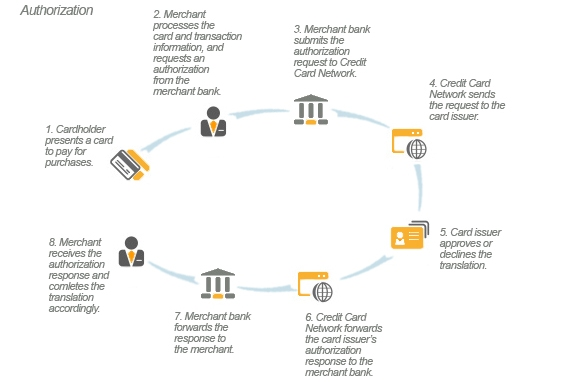 Authorization
1. Cardholder
presents a card
to pay for
purchases.
2. Merchant
processes the
card and transaction
information, and
requests an
authorization
from the
merchant bank.
3. Merchant bank
submits the
authorization
request to Credit
Card Network.
4. Credit Card
Network sends
the request to the
card issuer.
5. Card issuer
approves or
declines the
translation.
6. Credit Card
Network forwards
the card issuer's
authorization
response to the
merchant bank.
7. Merchant bank
forwards the
response to
the merchant.
8. Merchant
receives the
authorization
response and
comletes the
translation
accordingly.